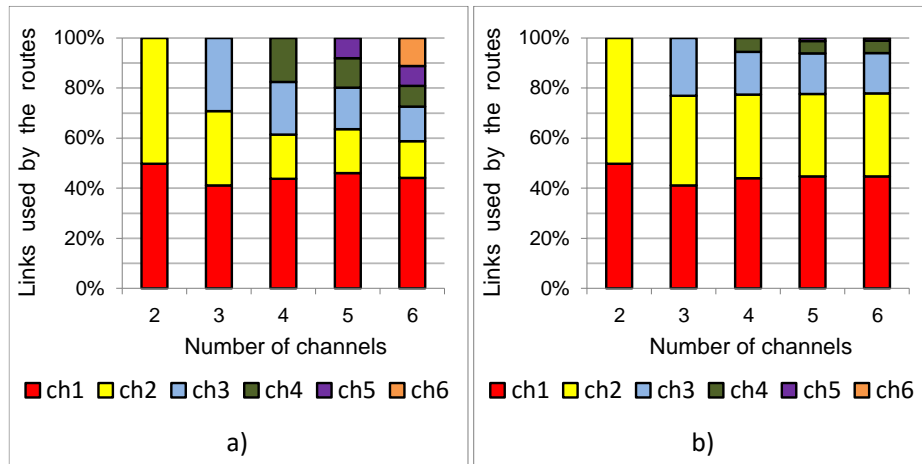 100%
80%
60%
40%
20%
0%
Links used by the routes
2 3 4 5 6
Number of channels
ch1 ch2 ch3 ch4 ch5 ch6
a)
100%
80%
60%
40%
20%
0%
Links used by the routes
2 3 4 5 6
Number of channels
ch1 ch2 ch3 ch4 ch5 ch6
b)